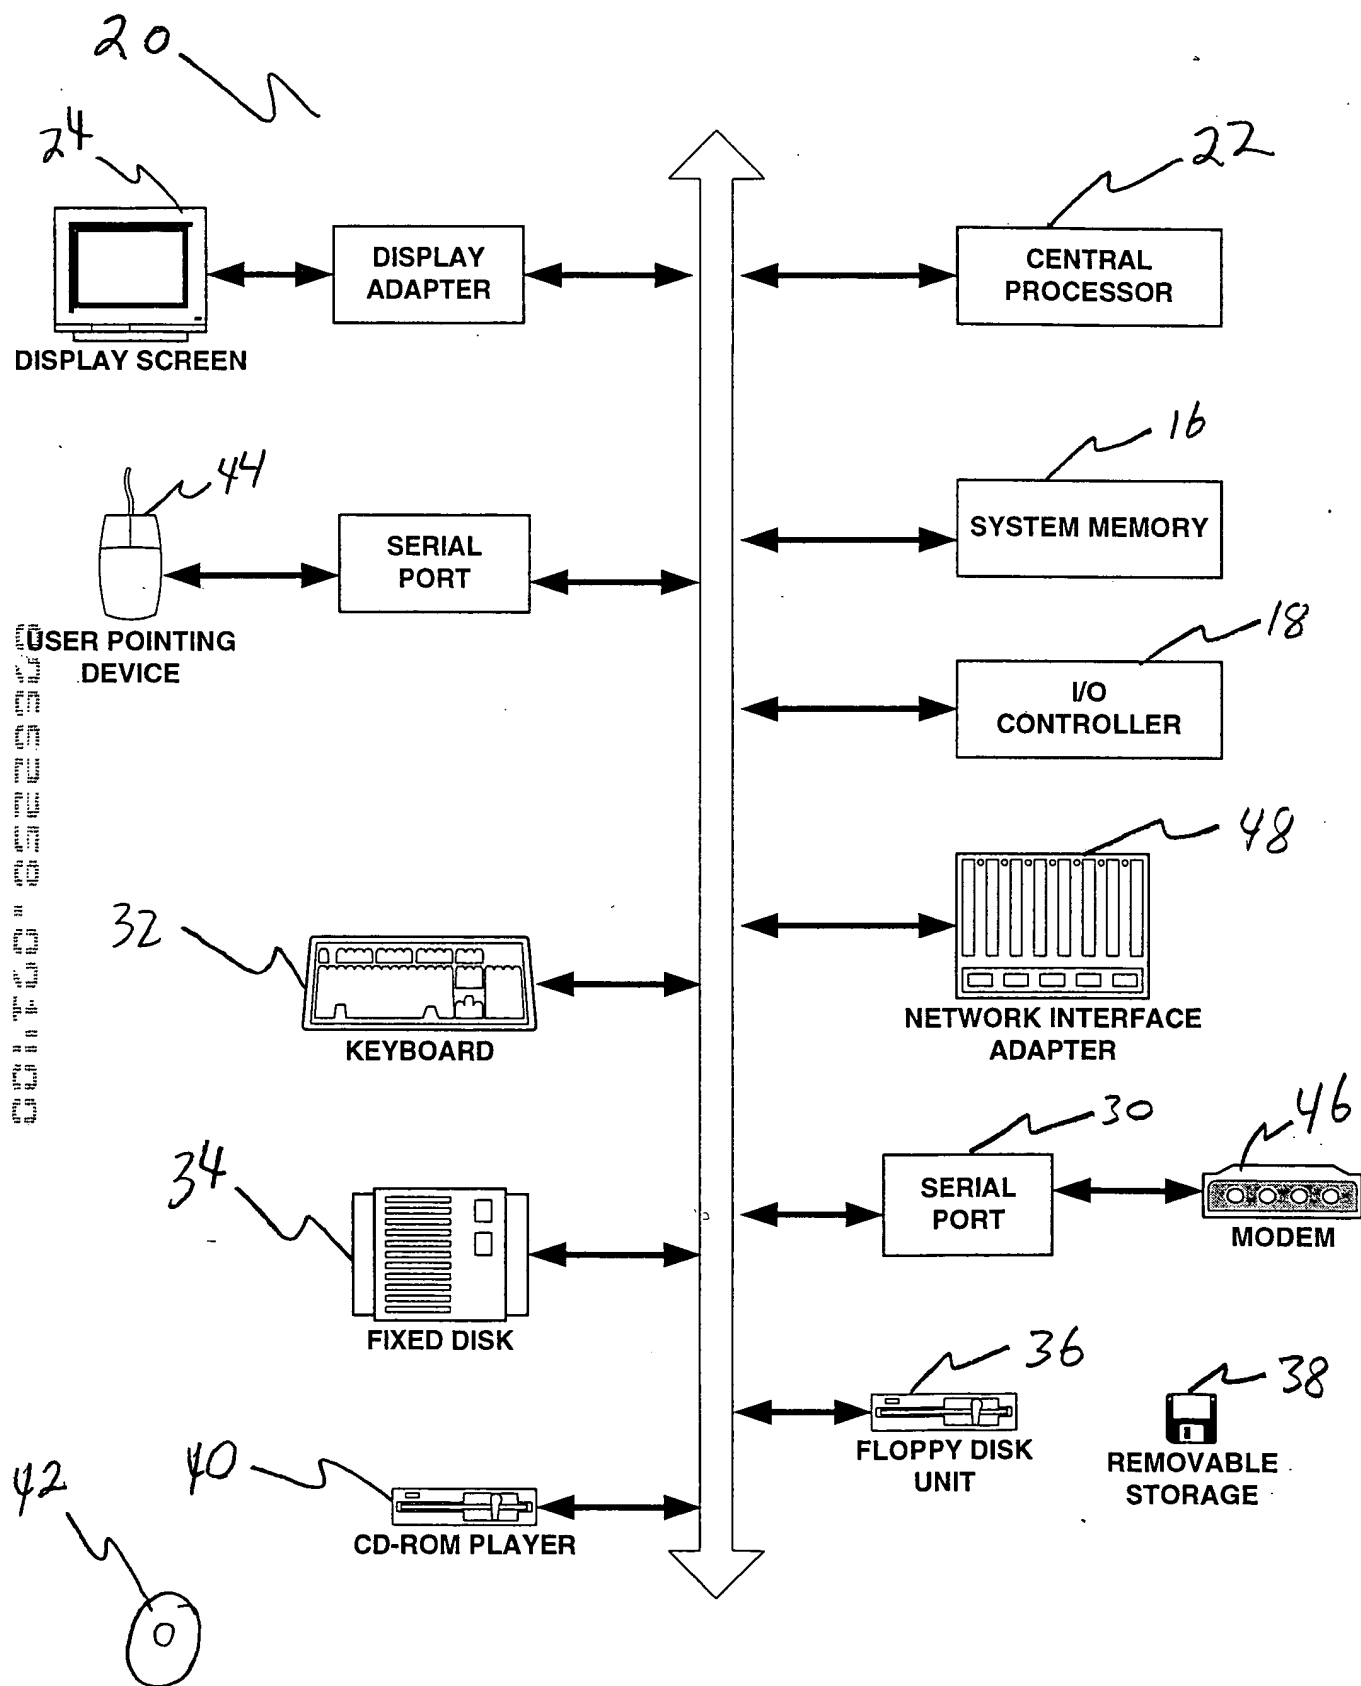 20
24
22
DISPLAY
ADAPTER
CENTRAL
PROCESSOR
DISPLAY SCREEN
16
44
SYSTEM MEMORY
SERIAL
PORT
18
USER POINTING
DEVICE
I/O
CONTROLLER
48
32
KEYBOARD
NETWORK INTERFACE
ADAPTER
30
46
34
SERIAL
PORT
MODEM
FIXED DISK
36
38
FLOPPY DISK
UNIT
REMOVABLE
STORAGE
40
42
CD-ROM PLAYER